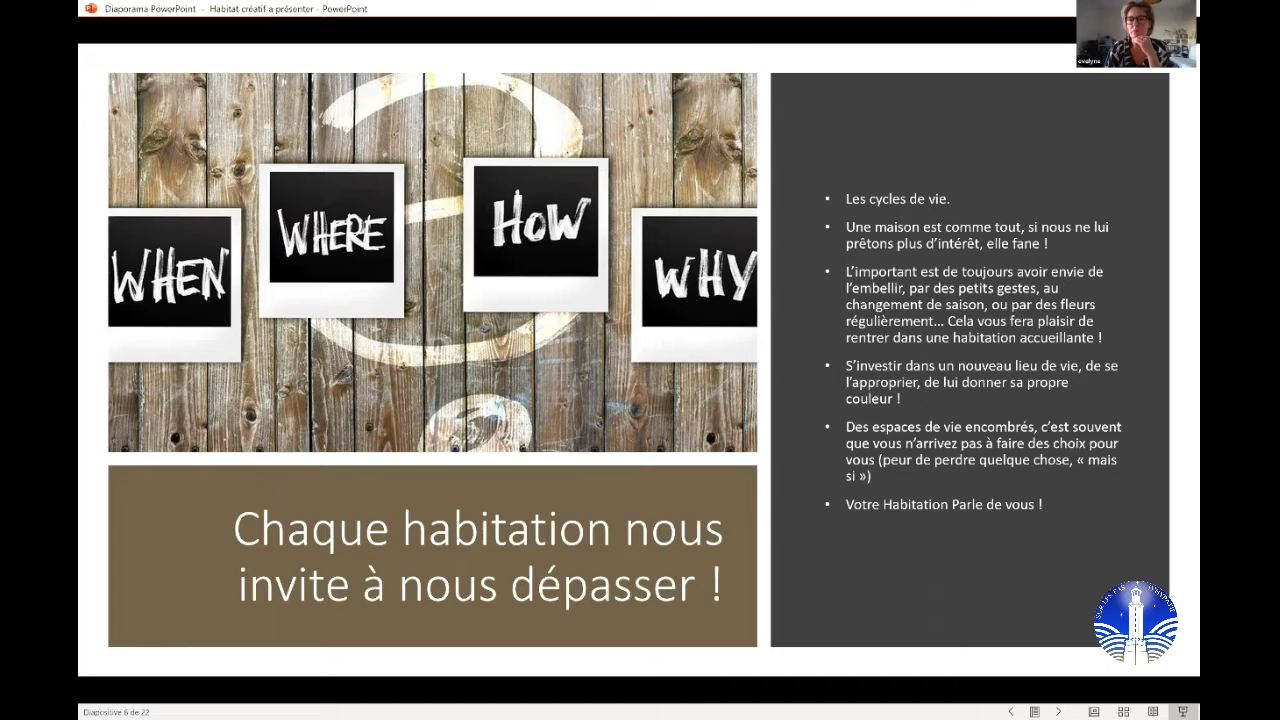 Diaporama PowerPoint - Habitat créatif a présenter - PowerPoint
evelyne
WHEN
WHERE
HOW
WHY
Chaque habitation nous
invite à nous dépasser !
• Les cycles de vie.
• Une maison est comme tout, si nous ne lui
prêtons plus d’intérêt, elle fane !
• L’important est de toujours avoir envie de
l’embellir, par des petits gestes, au
changement de saison, ou par des fleurs
régulièrement... Cela vous fera plaisir de
rentrer dans une habitation accueillante !
• S’investir dans un nouveau lieu de vie, de se
l’approprier, de lui donner sa propre
couleur !
• Des espaces de vie encombrés, c’est souvent
que vous n’arrivez pas à faire des choix pour
vous (peur de perdre quelque chose, « mais
si »)
• Votre Habitation Parle de vous !
SUR LES PAS D'HYPATIE
Diapositive 6 de 22